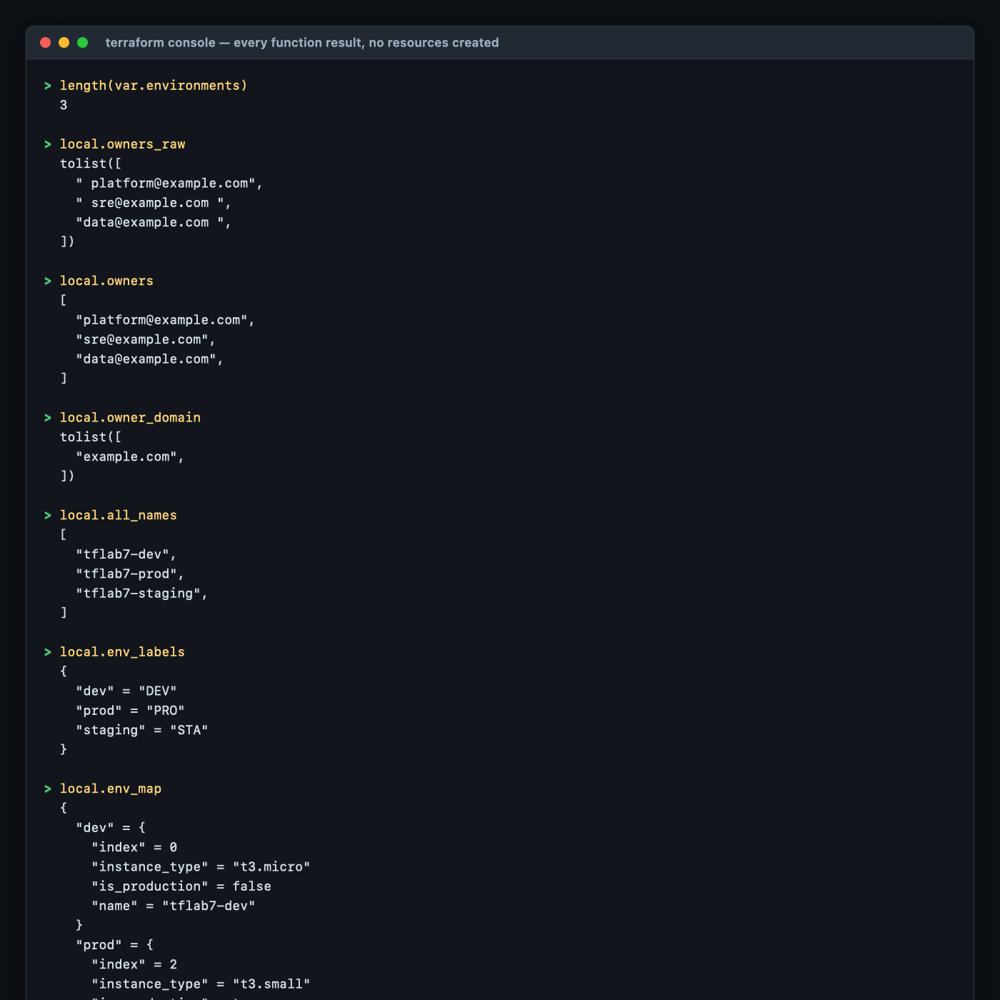 terraform console — every function result, no resources created
> length(var.environments)
3
> local.owners_raw
tolist([
  " platform@example.com",
  " sre@example.com ",
  "data@example.com ",
])
> local.owners
[
  "platform@example.com",
  "sre@example.com",
  "data@example.com",
]
> local.owner_domain
tolist([
  "example.com",
])
> local.all_names
[
  "tflab7-dev",
  "tflab7-prod",
  "tflab7-staging",
]
> local.env_labels
{
  "dev" = "DEV"
  "prod" = "PRO"
  "staging" = "STA"
}
> local.env_map
{
  "dev" = {
    "index" = 0
    "instance_type" = "t3.micro"
    "is_production" = false
    "name" = "tflab7-dev"
  }
  "prod" = {
    "index" = 2
    "instance_type" = "t3.small"